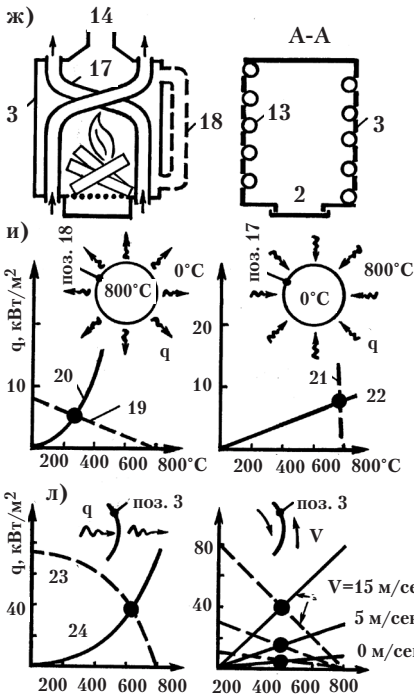 ж)
14
A-A
17
3
18
13
3
2
и)
поз. 18
0°C
800°C
q
q, кВт/м²
20
10
20
19
200 400 600 800°C
поз. 17
800°C
0°C
q
20
10
21
22
200 400 600 800
л)
q, кВт/м²
80
40
q
поз. 3
23
24
200 400 600 800
поз. 3
V
80
40
V=15 м/сек
5 м/сек
0 м/сек
200 400 600 800